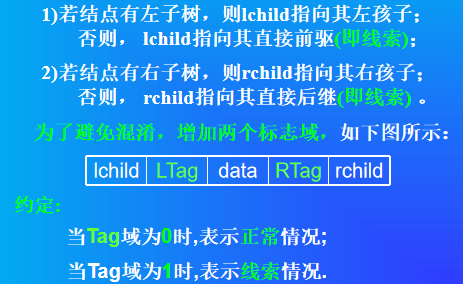 1)若结点有左子树，则lchild指向其左孩子；
否则， lchild指向其直接前驱(即线索)；
2)若结点有右子树，则rchild指向其右孩子；
否则， rchild指向其直接后继(即线索) 。
为了避免混淆，增加两个标志域，如下图所示：
lchild LTag data RTag rchild
约定:
当Tag域为0时,表示正常情况;
当Tag域为1时,表示线索情况.